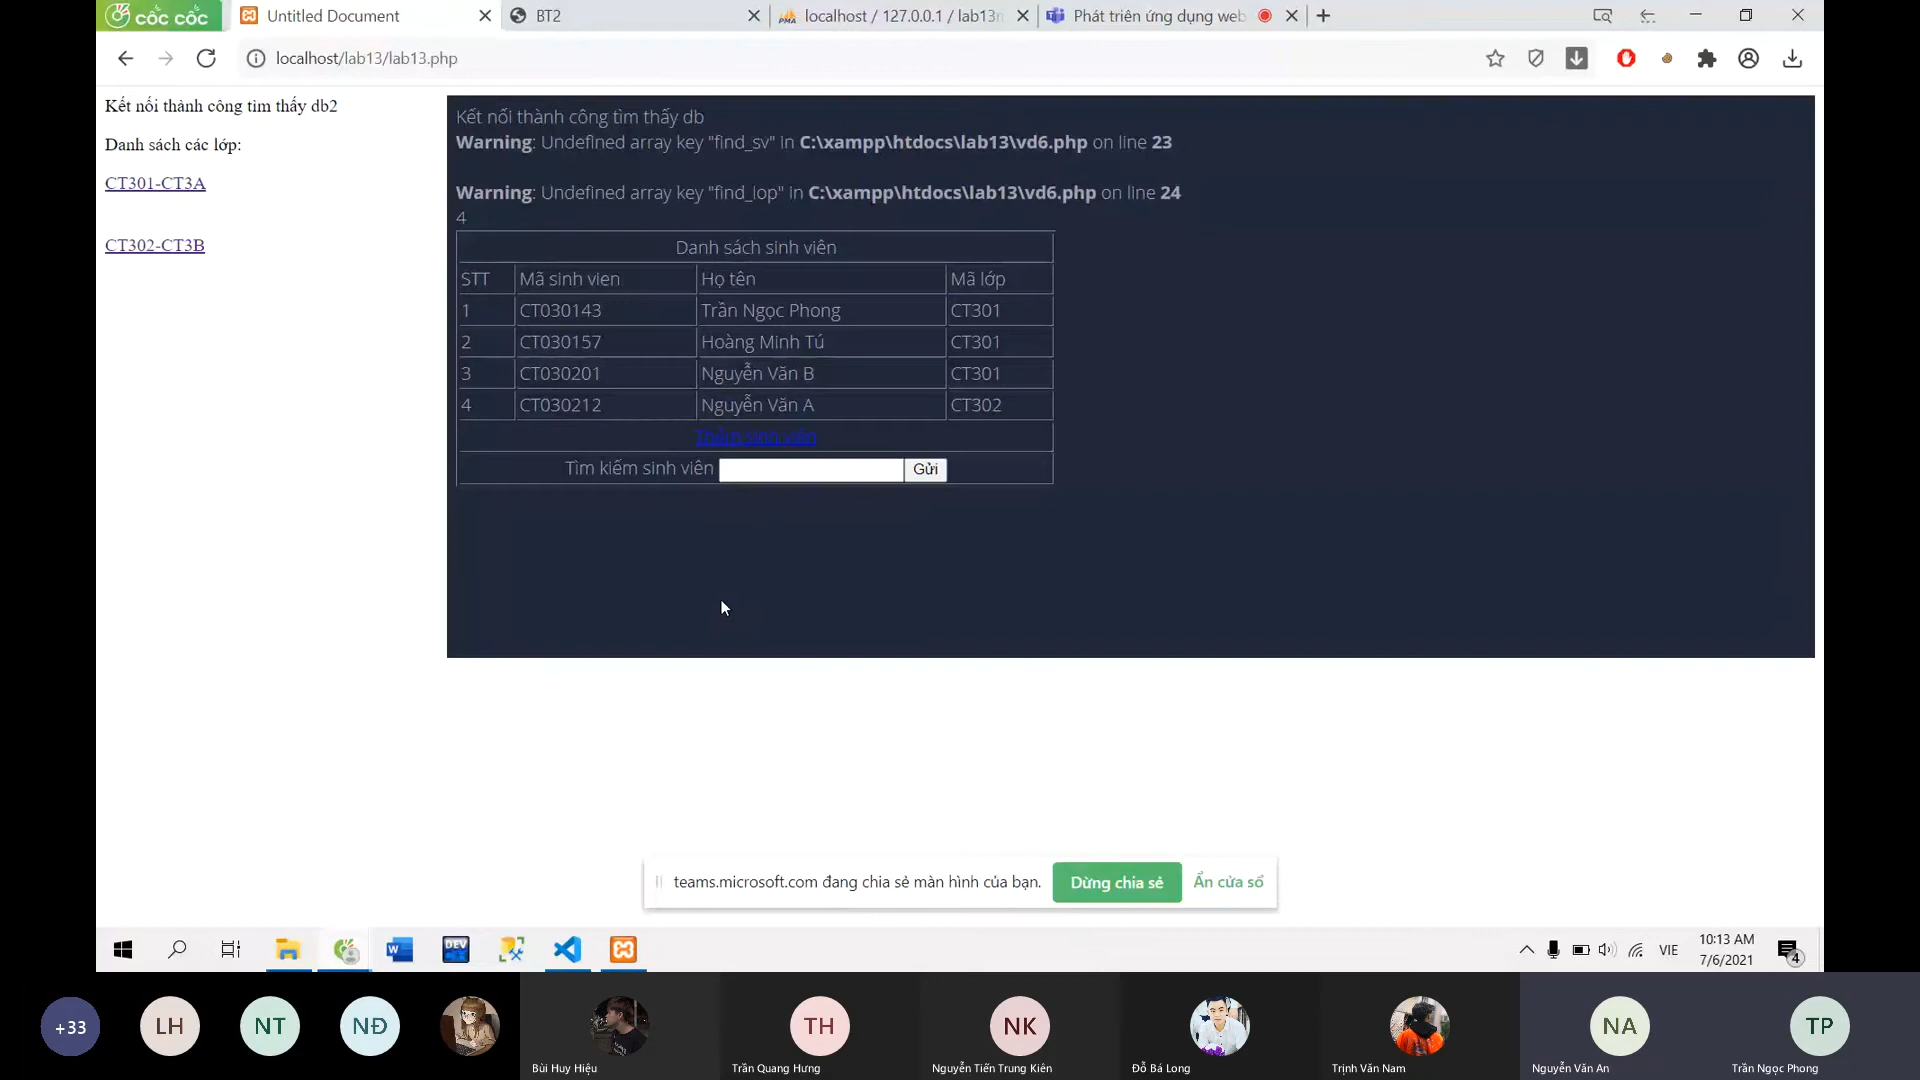 cốc cốc
Untitled Document
BT2
localhost / 127.0.0.1 / lab13
Phát triên ứng dụng web
localhost/lab13/lab13.php
Kết nối thành công tìm thấy db2
Danh sách các lớp:
CT301-CT3A
CT302-CT3B
Kết nối thành công tìm thấy db
Warning: Undefined array key "find_sv" in C:\xampp\htdocs\lab13\vd6.php on line 23
Warning: Undefined array key "find_lop" in C:\xampp\htdocs\lab13\vd6.php on line 24
4
Danh sách sinh viên
STT Mã sinh vien Họ tên Mã lớp
1 CT030143 Trần Ngọc Phong CT301
2 CT030157 Hoàng Minh Tú CT301
3 CT030201 Nguyễn Văn B CT301
4 CT030212 Nguyễn Văn A CT302
Thêm sinh viên
Tìm kiếm sinh viên Gửi
teams.microsoft.com đang chia sẻ màn hình của bạn. Dừng chia sẻ Ẩn cửa sổ
VIE
10:13 AM
7/6/2021
4
+33 LH NT NĐ TH NK NA TP
Bùi Huy Hiệu Trần Quang Hưng Nguyễn Tiến Trung Kiên Đỗ Bá Long Trịnh Văn Nam Nguyễn Văn An Trần Ngọc Phong